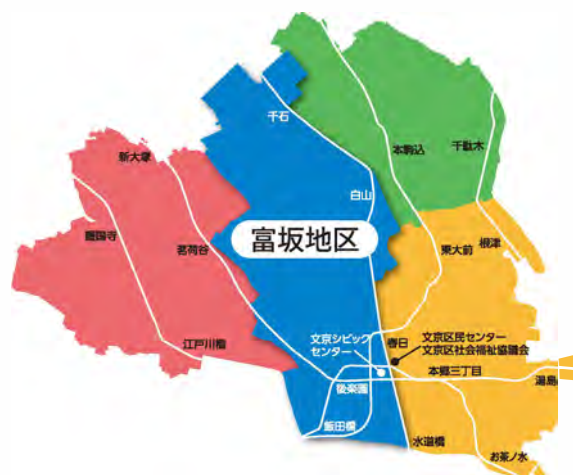 千石
新大塚
本駒込
千駄木
白山
護国寺
茗荷谷
富坂地区
東大前
根津
文京シビック
センター
春日
文京区民センター
文京区社会福祉協議会
江戸川橋
本郷三丁目
後楽園
湯島
飯田橋
水道橋
お茶ノ水